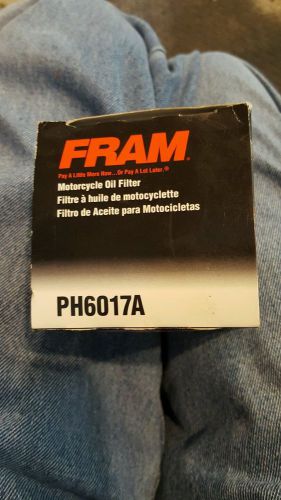 FRAM®
Pay A Little More Now...Or Pay A Lot Later.®
Motorcycle Oil Filter
Filtre à huile de motocyclette
Filtro de Aceite para Motocicletas
PH6017A